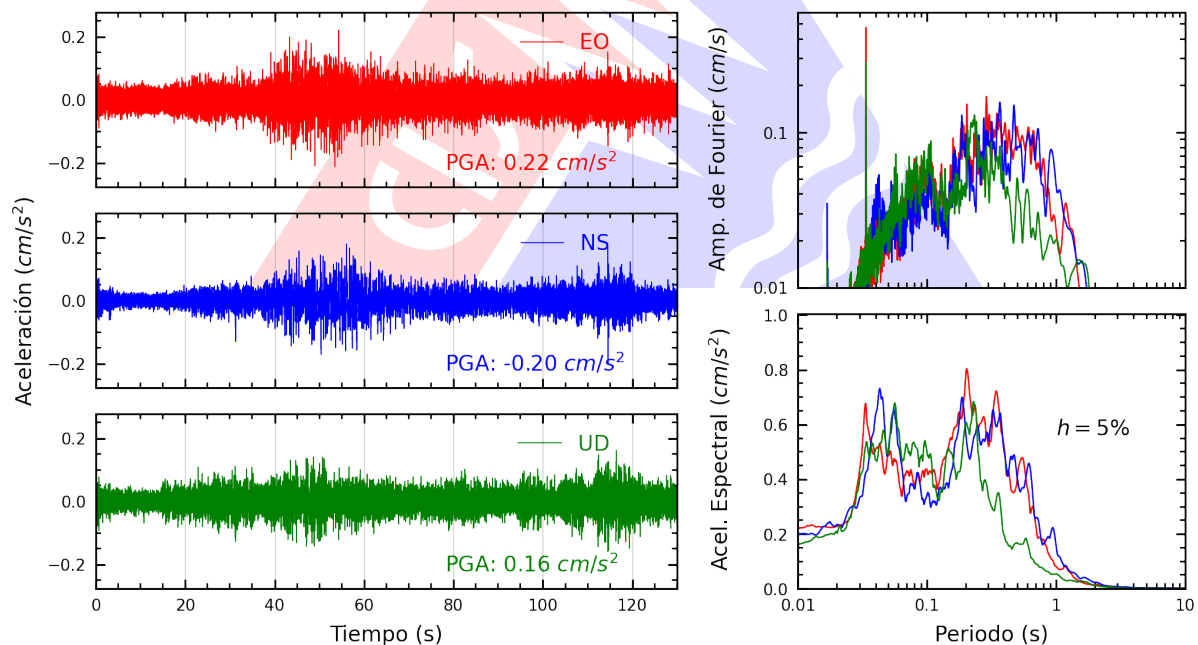 Aceleración (cm/s²)
0.2
0.0
−0.2
EO
PGA: 0.22 cm/s²
0.2
0.0
−0.2
NS
PGA: -0.20 cm/s²
0.2
0.0
−0.2
UD
PGA: 0.16 cm/s²
0 20 40 60 80 100 120
Tiempo (s)
Amp. de Fourier (cm/s)
0.1
0.01
Acel. Espectral (cm/s²)
1.0
0.8
0.6
0.4
0.2
0.0
h = 5%
0.01 0.1 1 10
Periodo (s)